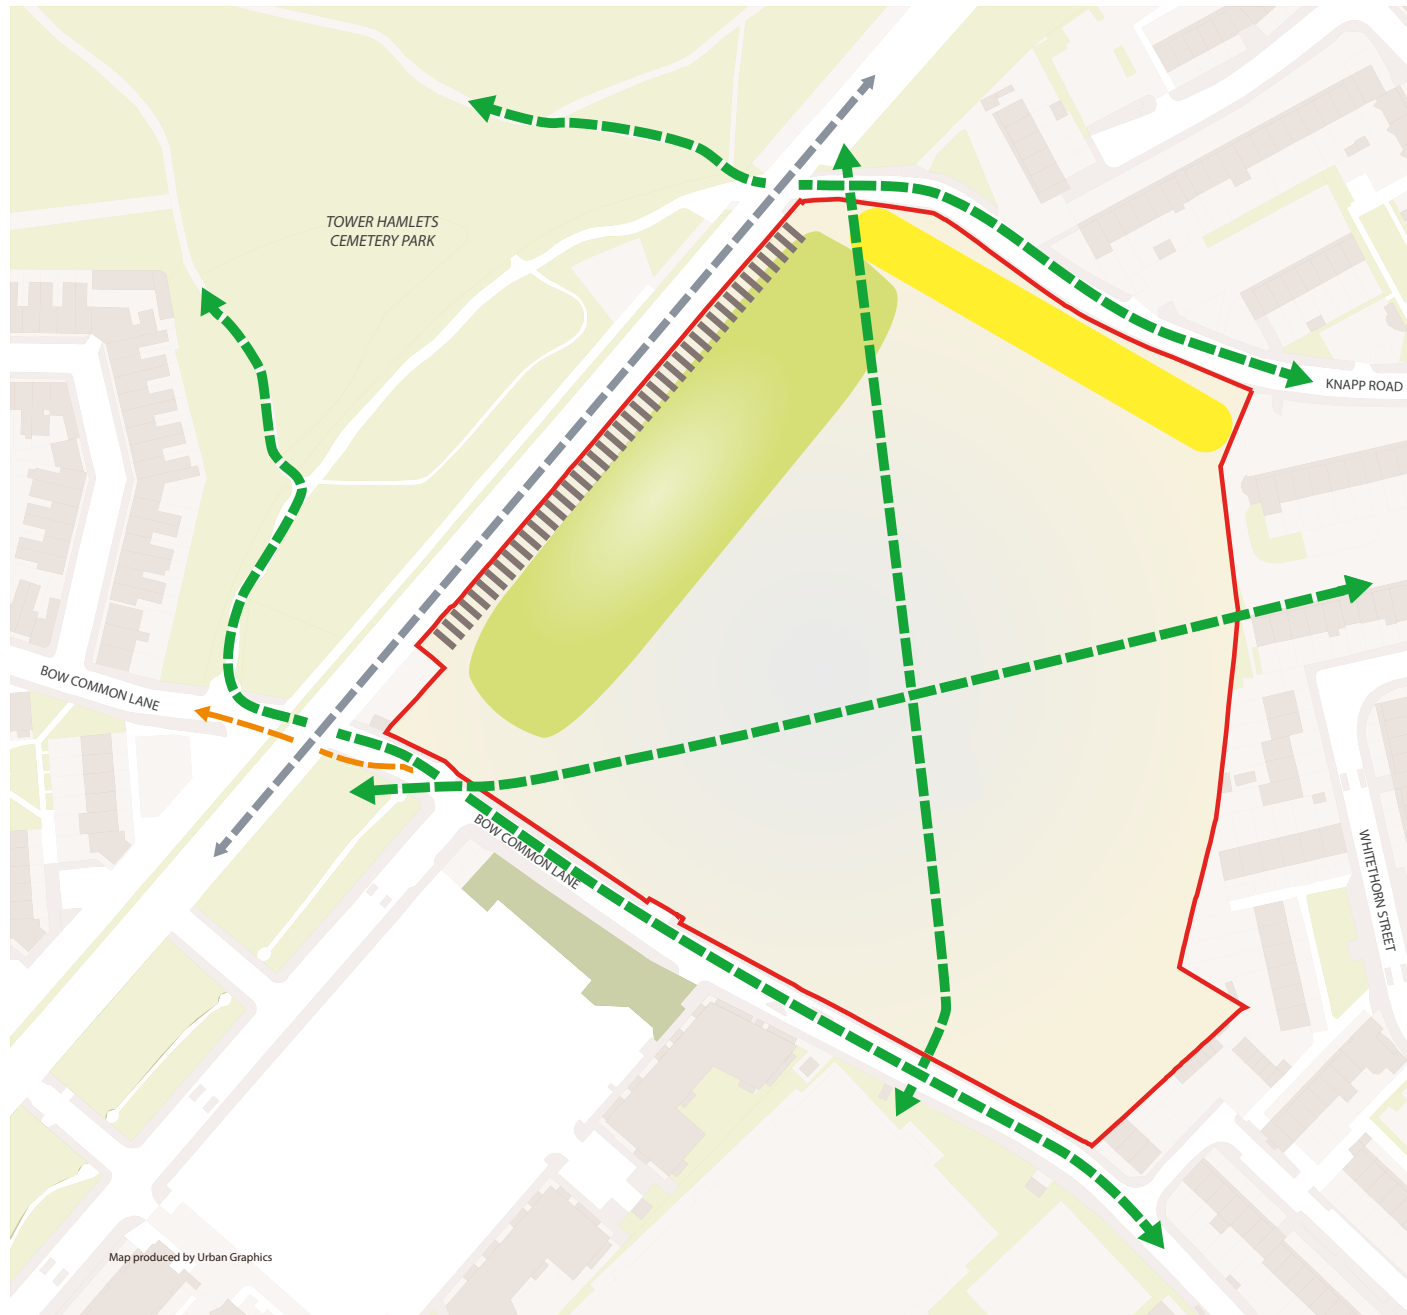 TOWER HAMLETS
CEMETERY PARK
KNAPP ROAD
BOW COMMON LANE
BOW COMMON LANE
WHITETHORN STREET
Map produced by Urban Graphics